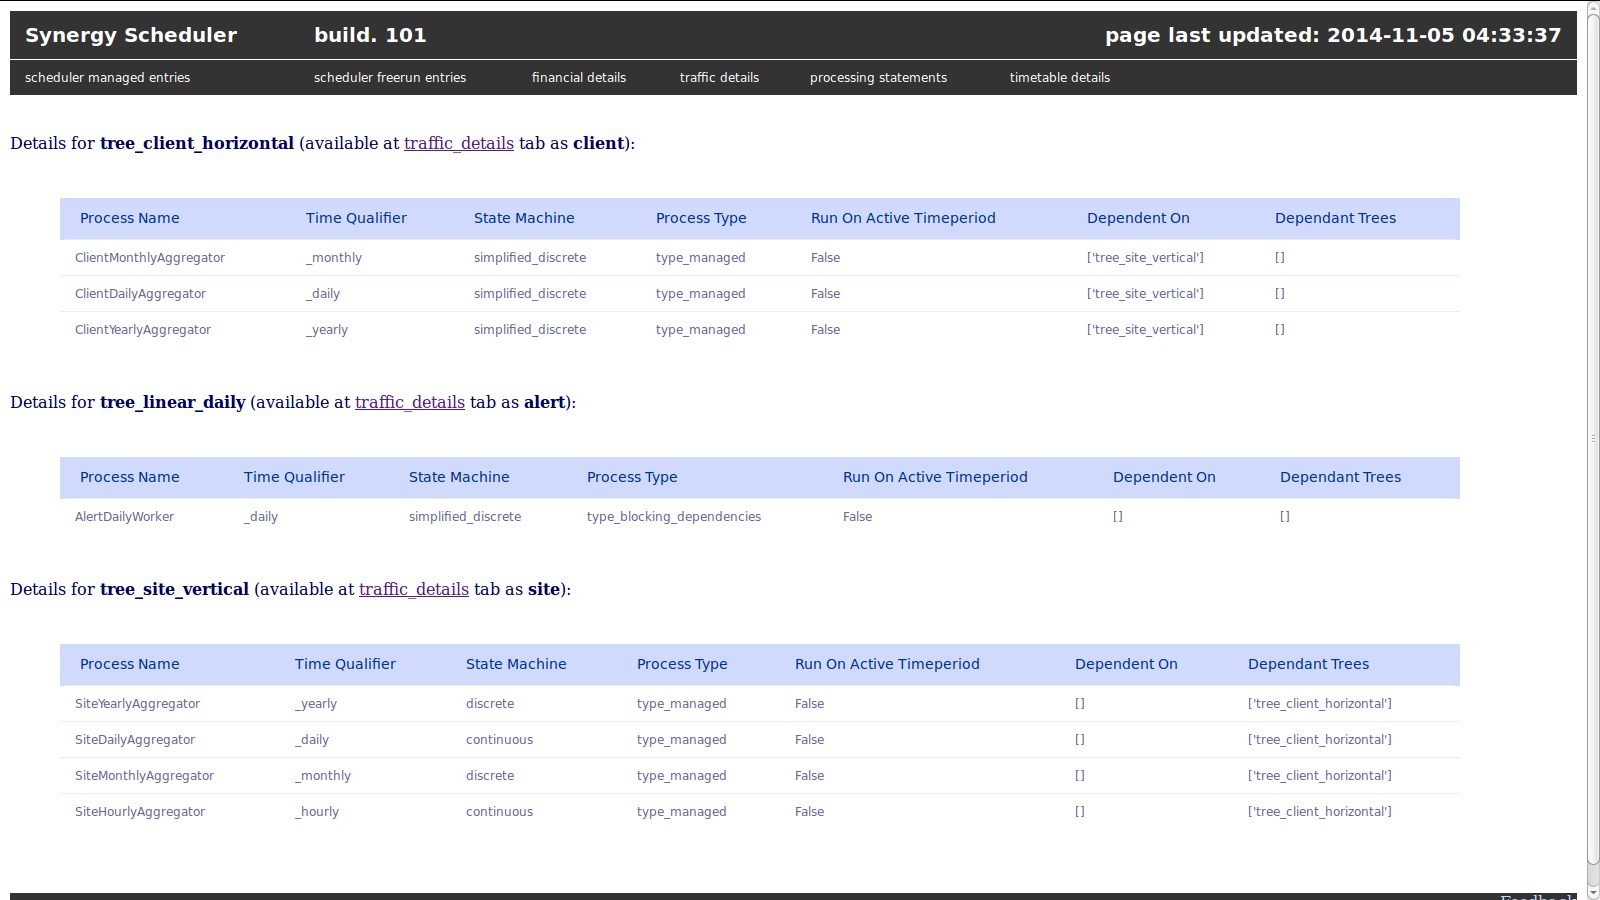 Synergy Scheduler build. 101 page last updated: 2014-11-05 04:33:37
scheduler managed entries scheduler freerun entries financial details traffic details processing statements timetable details
Details for tree_client_horizontal (available at traffic_details tab as client):
Process Name Time Qualifier State Machine Process Type Run On Active Timeperiod Dependent On Dependant Trees
ClientMonthlyAggregator _monthly simplified_discrete type_managed False ['tree_site_vertical'] []
ClientDailyAggregator _daily simplified_discrete type_managed False ['tree_site_vertical'] []
ClientYearlyAggregator _yearly simplified_discrete type_managed False ['tree_site_vertical'] []
Details for tree_linear_daily (available at traffic_details tab as alert):
Process Name Time Qualifier State Machine Process Type Run On Active Timeperiod Dependent On Dependant Trees
AlertDailyWorker _daily simplified_discrete type_blocking_dependencies False [] []
Details for tree_site_vertical (available at traffic_details tab as site):
Process Name Time Qualifier State Machine Process Type Run On Active Timeperiod Dependent On Dependant Trees
SiteYearlyAggregator _yearly discrete type_managed False [] ['tree_client_horizontal']
SiteDailyAggregator _daily continuous type_managed False [] ['tree_client_horizontal']
SiteMonthlyAggregator _monthly discrete type_managed False [] ['tree_client_horizontal']
SiteHourlyAggregator _hourly continuous type_managed False [] ['tree_client_horizontal']
Feedback